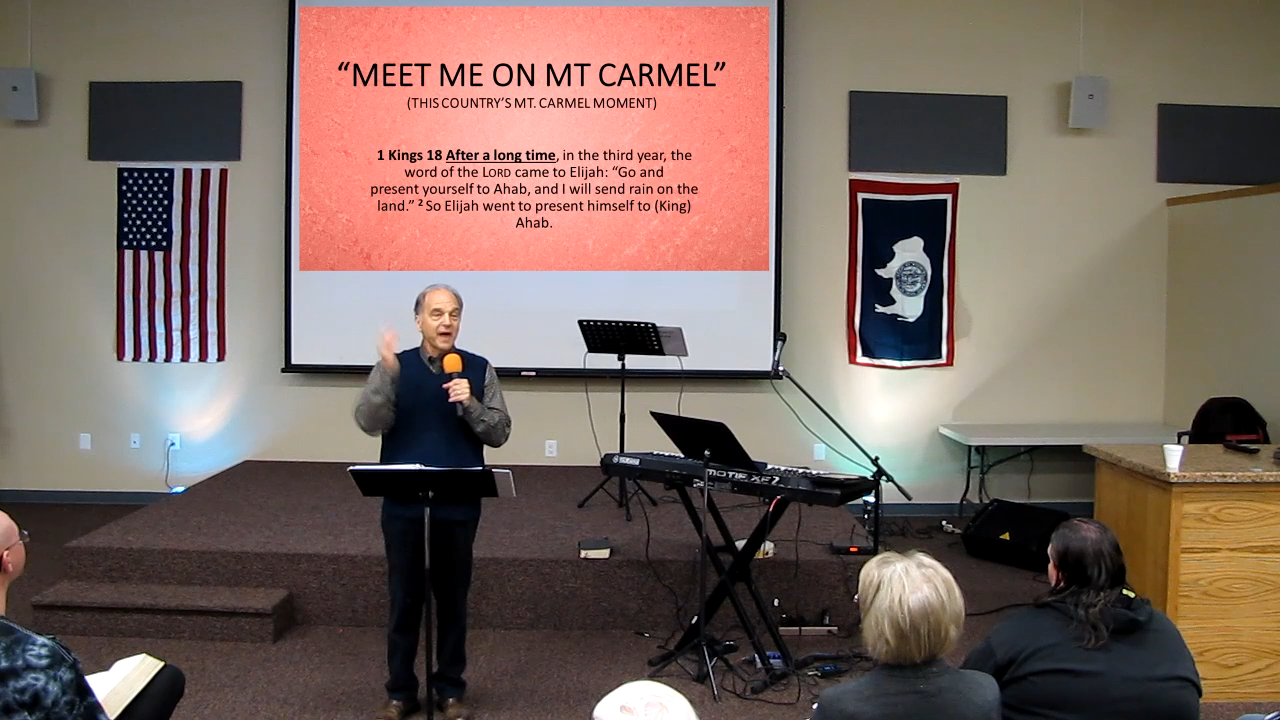 “MEET ME ON MT CARMEL”
(THIS COUNTRY’S MT. CARMEL MOMENT)
1 Kings 18 After a long time, in the third year, the
word of the LORD came to Elijah: “Go and
present yourself to Ahab, and I will send rain on the
land.” ² So Elijah went to present himself to (King)
Ahab.
YAMAHA
MOTIF XF7